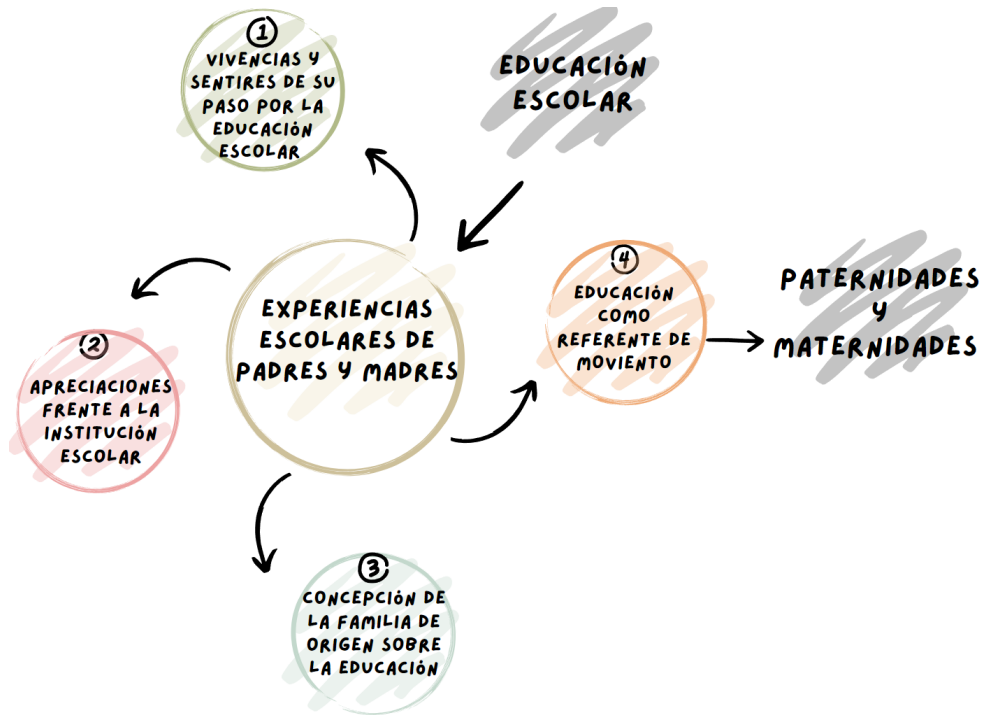 1
VIVENCIAS Y
SENTIRES DE SU
PASO POR LA
EDUCACIÓN
ESCOLAR
EDUCACIÓN
ESCOLAR
EXPERIENCIAS
ESCOLARES DE
PADRES Y MADRES
2
APRECIACIONES
FRENTE A LA
INSTITUCIÓN
ESCOLAR
3
CONCEPCIÓN DE
LA FAMILIA DE
ORIGEN SOBRE
LA EDUCACIÓN
4
EDUCACIÓN
COMO
REFERENTE DE
MOVIENTO
PATERNIDADES
Y
MATERNIDADES